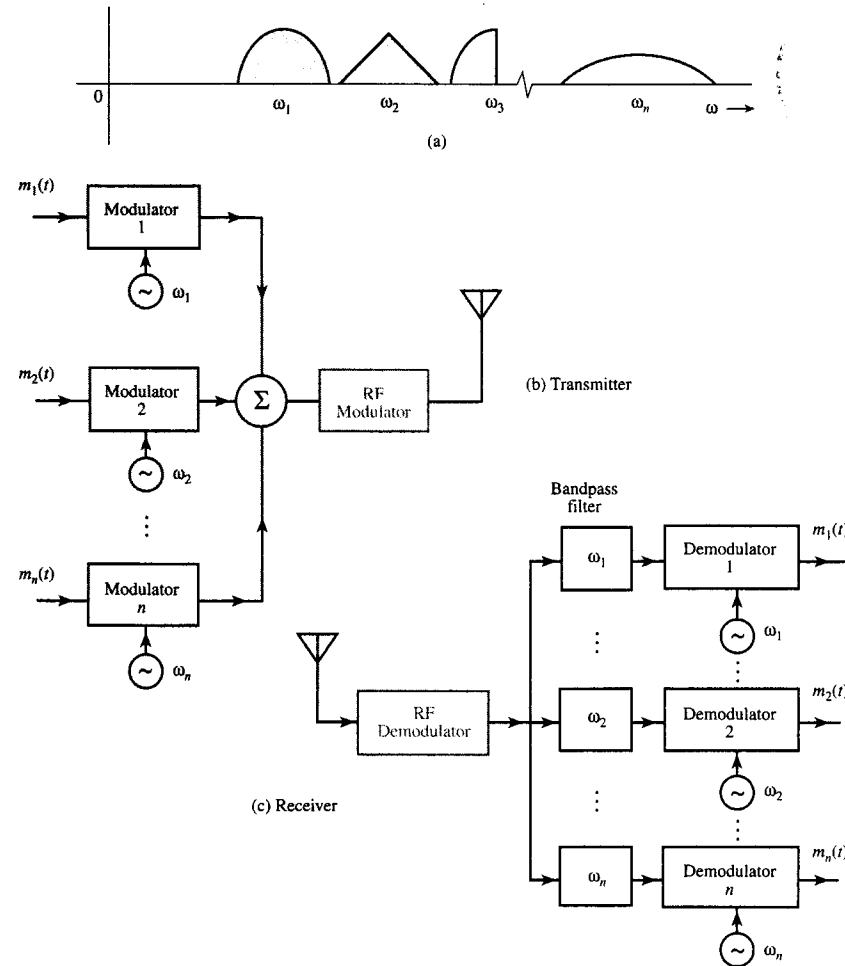 0
ω₁ ω₂ ω₃ ωₙ ω
(a)
m₁(t)
Modulator
1
~ ω₁
m₂(t)
Modulator
2
Σ
RF
Modulator
(b) Transmitter
~ ω₂
⋮
mₙ(t)
Modulator
n
~ ωₙ
Bandpass
filter
ω₁
Demodulator
1
m₁(t)
~ ω₁
⋮
⋮
RF
Demodulator
ω₂
Demodulator
2
m₂(t)
~ ω₂
(c) Receiver
⋮
⋮
ωₙ
Demodulator
n
mₙ(t)
~ ωₙ